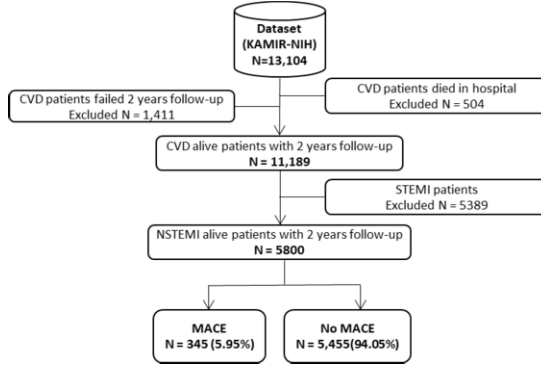 Dataset
(KAMIR-NIH)
N=13,104
CVD patients failed 2 years follow-up
Excluded N = 1,411
CVD patients died in hospital
Excluded N = 504
CVD alive patients with 2 years follow-up
N = 11,189
STEMI patients
Excluded N = 5389
NSTEMI alive patients with 2 years follow-up
N = 5800
MACE
N = 345 (5.95%)
No MACE
N = 5,455(94.05%)